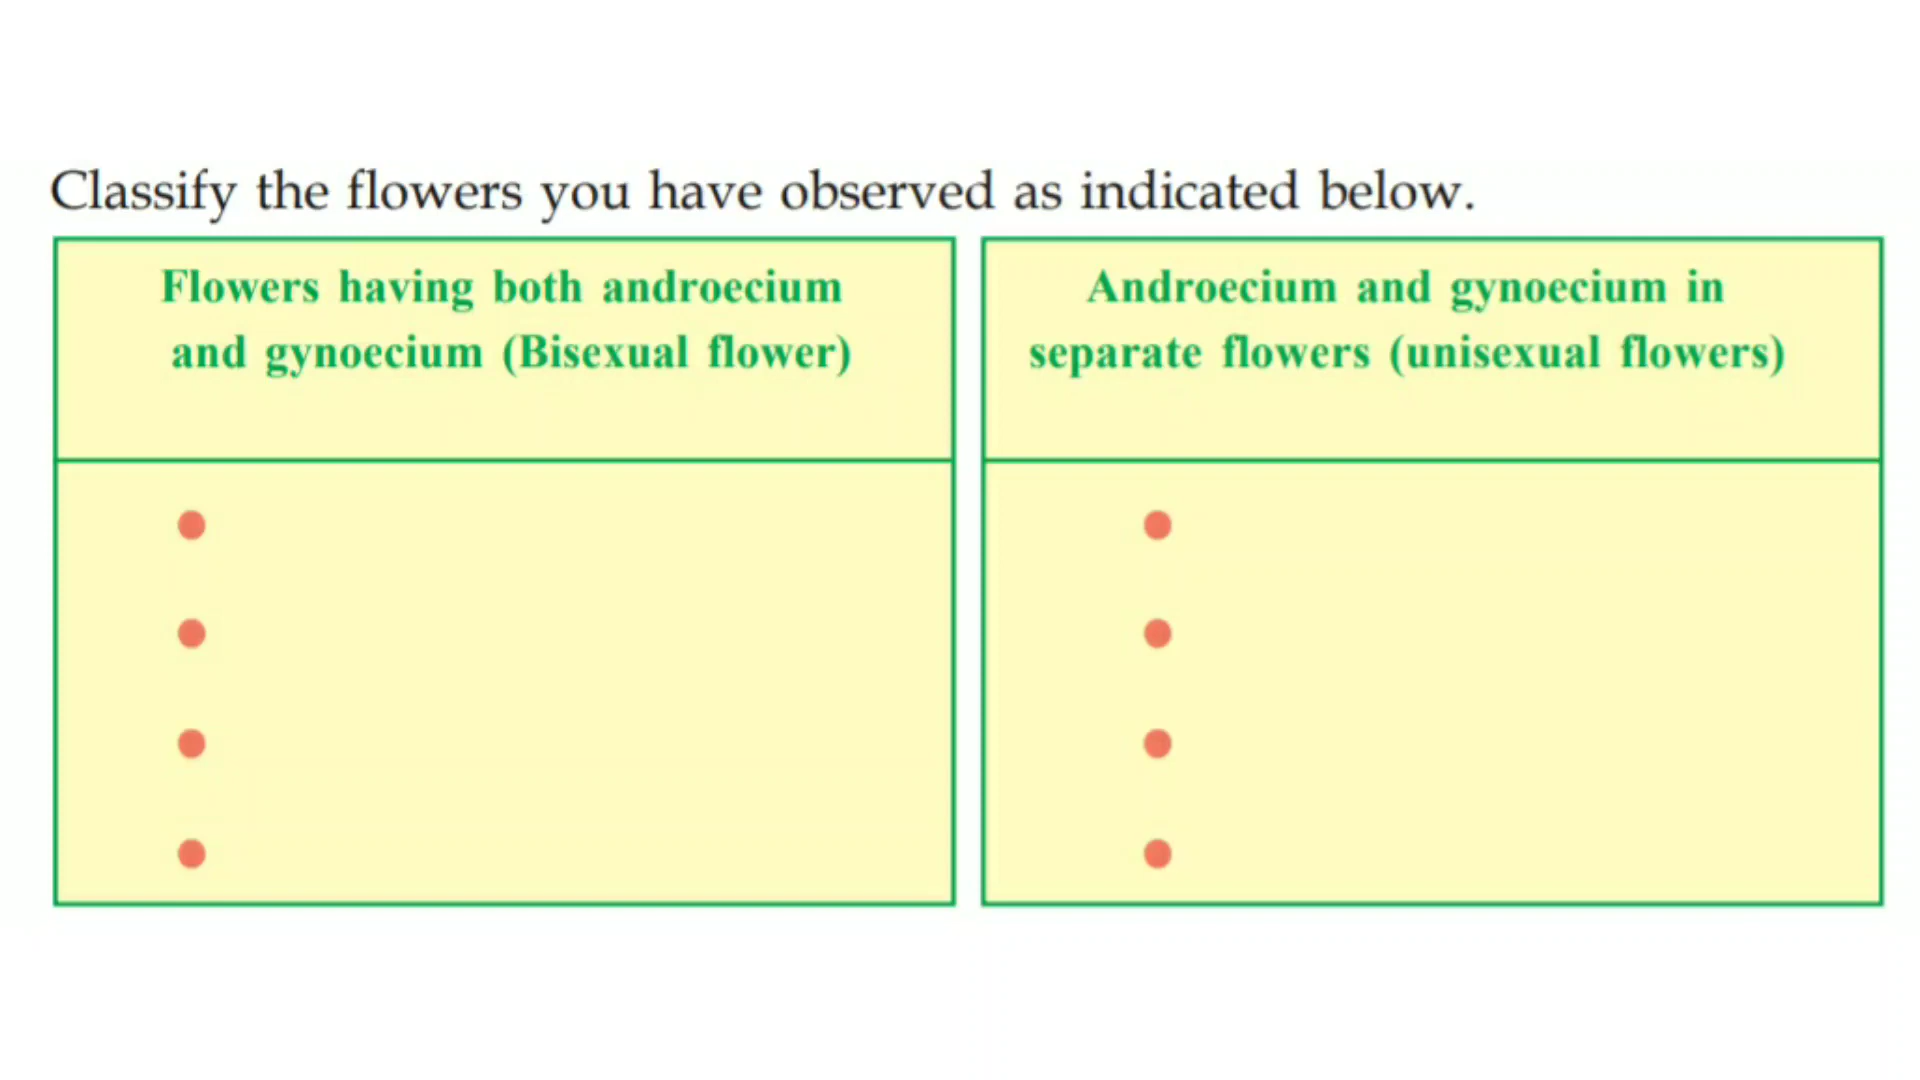 Classify the flowers you have observed as indicated below.
Flowers having both androecium
and gynoecium (Bisexual flower)
Androecium and gynoecium in
separate flowers (unisexual flowers)